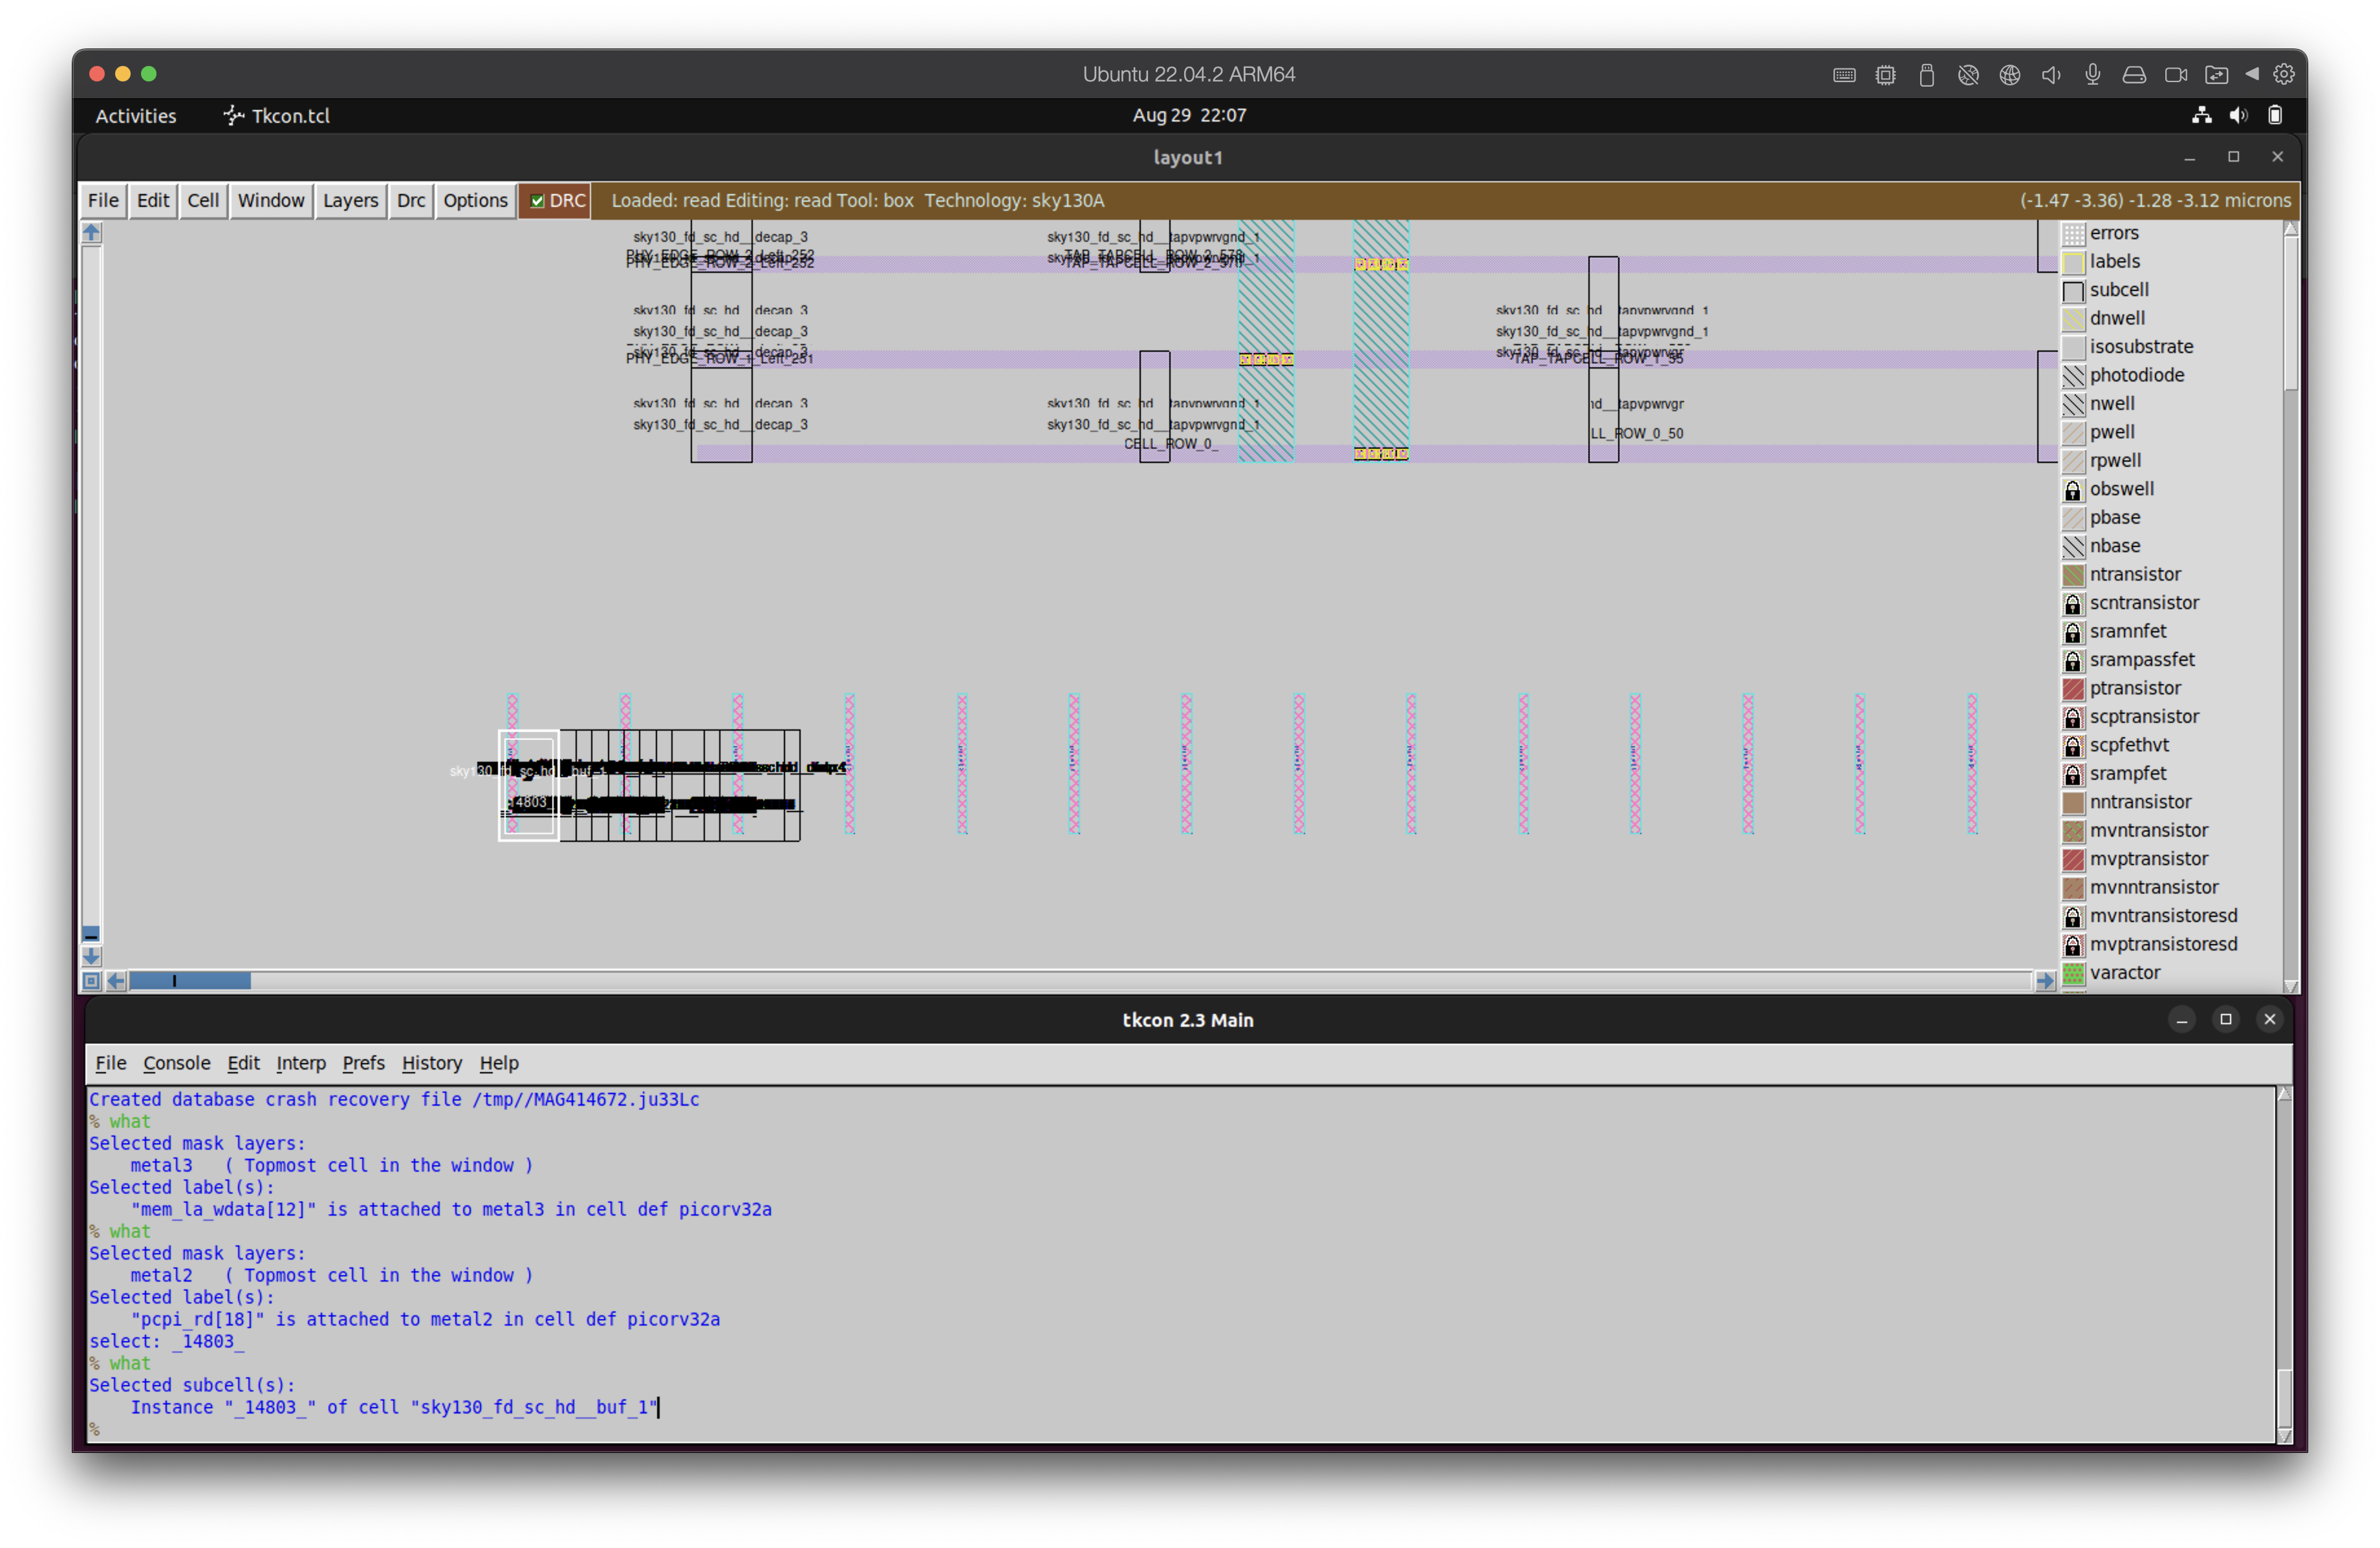 Ubuntu 22.04.2 ARM64
Activities Tkcon.tcl Aug 29 22:07
layout1
File Edit Cell Window Layers Drc Options DRC Loaded: read Editing: read Tool: box Technology: sky130A (-1.47 -3.36) -1.28 -3.12 microns
sky130_fd_sc_hd__decap_3 sky130_fd_sc_hd__tapvpwrvgnd_1
PHY_EDGE_ROW_2_Left_252
sky130_fd_sc_hd__decap_3 sky130_fd_sc_hd__tapvpwrvgnd_1
sky130_fd_sc_hd__decap_3 sky130_fd_sc_hd__tapvpwrvgnd_1
PHY_EDGE_ROW_1_Left_251 TAP_TAPCELL_ROW_1_55
sky130_fd_sc_hd__decap_3 sky130_fd_sc_hd__tapvpwrvgnd_1
sky130_fd_sc_hd__decap_3 sky130_fd_sc_hd__tapvpwrvgnd_1
CELL_ROW_0_ LL_ROW_0_50
sky130_fd_sc_hd__buf_1
14803_
errors
labels
subcell
dnwell
isosubstrate
photodiode
nwell
pwell
rpwell
obswell
pbase
nbase
ntransistor
scntransistor
sramnfet
srampassfet
ptransistor
scptransistor
scpfethvt
srampfet
nntransistor
mvntransistor
mvptransistor
mvnntransistor
mvntransistoresd
mvptransistoresd
varactor
tkcon 2.3 Main
File Console Edit Interp Prefs History Help
Created database crash recovery file /tmp//MAG414672.ju33Lc
% what
Selected mask layers:
metal3 ( Topmost cell in the window )
Selected label(s):
"mem_la_wdata[12]" is attached to metal3 in cell def picorv32a
% what
Selected mask layers:
metal2 ( Topmost cell in the window )
Selected label(s):
"pcpi_rd[18]" is attached to metal2 in cell def picorv32a
select: _14803_
% what
Selected subcell(s):
Instance "_14803_" of cell "sky130_fd_sc_hd__buf_1"
%